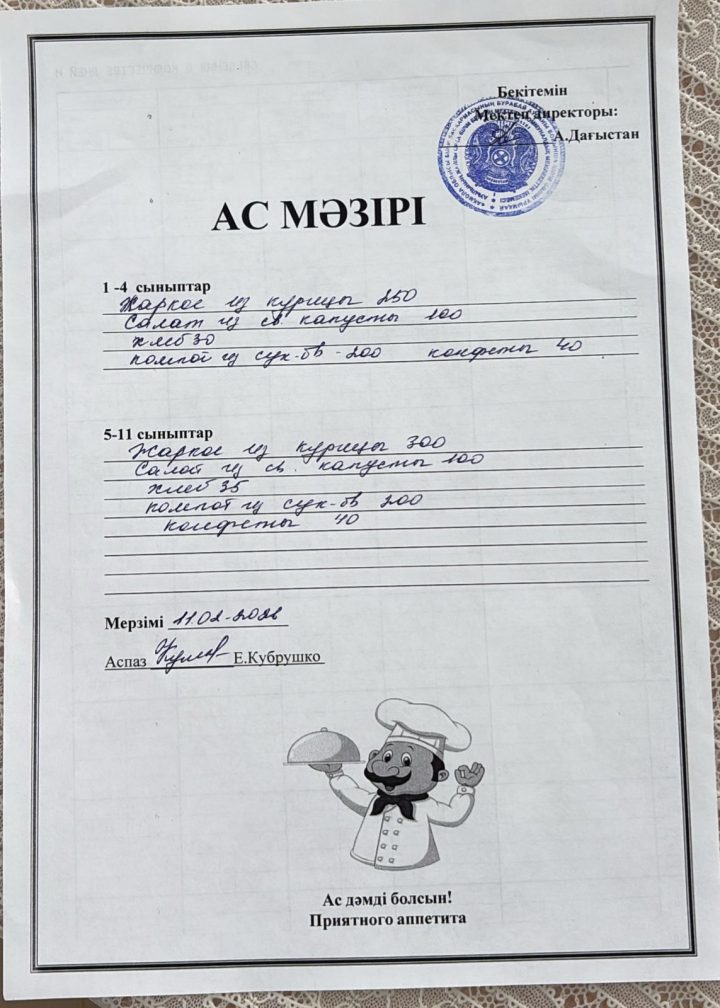 Бекітемін
Мектеп директоры:
А.Дағыстан
АС МӘЗІРІ
1 -4 сыныптар
Жаркое из курицы 250
Салат из св. капусты 100
хлеб 30
компот из сух-ов - 200 конфеты 40
5-11 сыныптар
Жаркое из курицы 300
Салат из св. капусты 100
хлеб 35
компот из сух-ов 200
конфеты 40
Мерзімі 11.02-2026
Аспаз Е.Кубрушко
Ас дәмді болсын!
Приятного аппетита